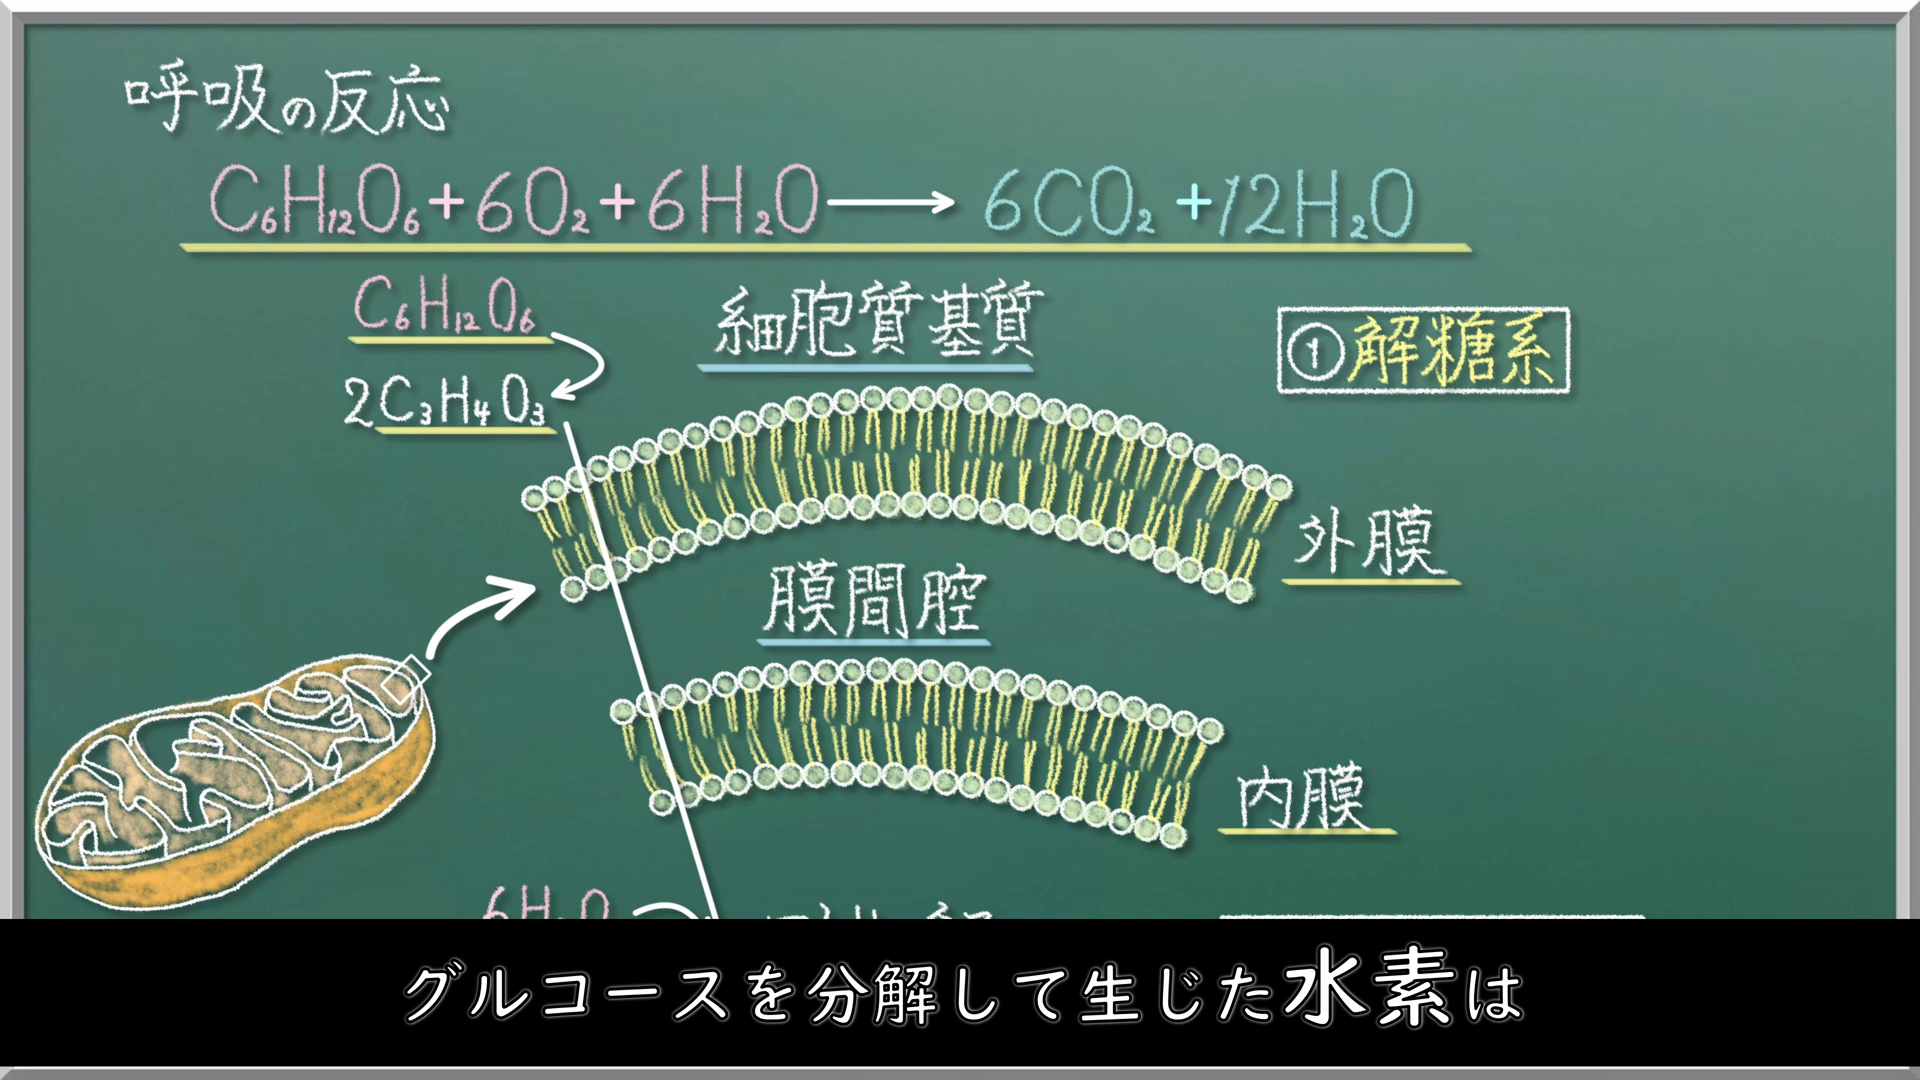 呼吸の反応
C₆H₁₂O₆+6O₂+6H₂O→6CO₂+12H₂O
C₆H₁₂O₆
2C₃H₄O₃
細胞質基質
①解糖系
外膜
膜間腔
内膜
6H₂O
グルコースを分解して生じた水素は